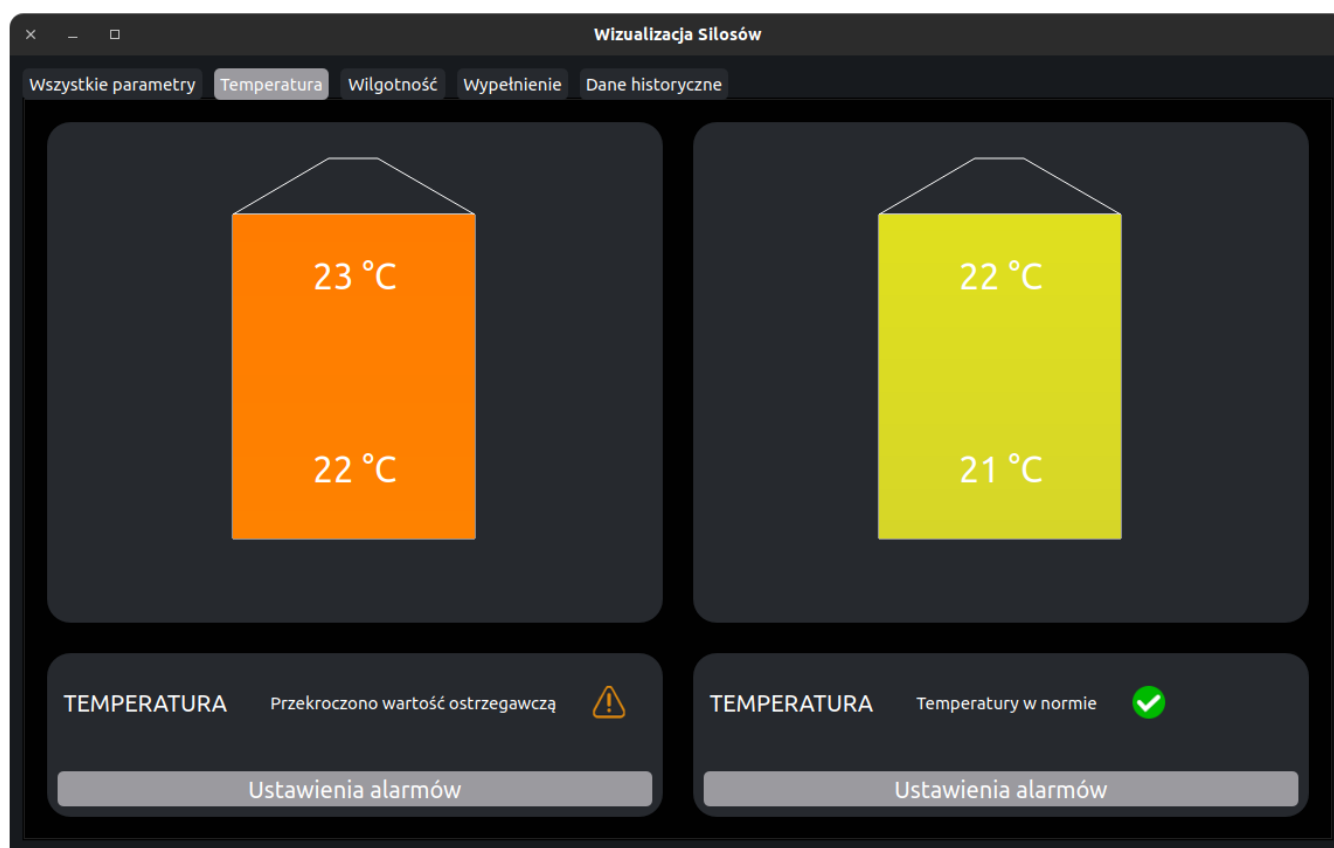 Wizualizacja Silosów
Wszystkie parametry Temperatura Wilgotność Wypełnienie Dane historyczne
23 °C
22 °C
22 °C
21 °C
TEMPERATURA Przekroczono wartość ostrzegawczą
Ustawienia alarmów
TEMPERATURA Temperatury w normie
Ustawienia alarmów